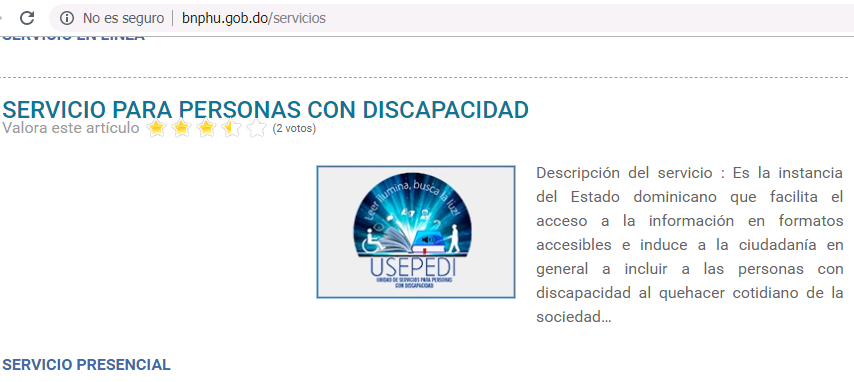 No es seguro | bnphu.gob.do/servicios
SERVICIO EN LINEA
SERVICIO PARA PERSONAS CON DISCAPACIDAD
Valora este artículo (2 votos)
Leer ilumina, busca la luz!
USEPEDI
UNIDAD DE SERVICIOS PARA PERSONAS
CON DISCAPACIDAD
Descripción del servicio : Es la instancia
del Estado dominicano que facilita el
acceso a la información en formatos
accesibles e induce a la ciudadanía en
general a incluir a las personas con
discapacidad al quehacer cotidiano de la
sociedad...
SERVICIO PRESENCIAL